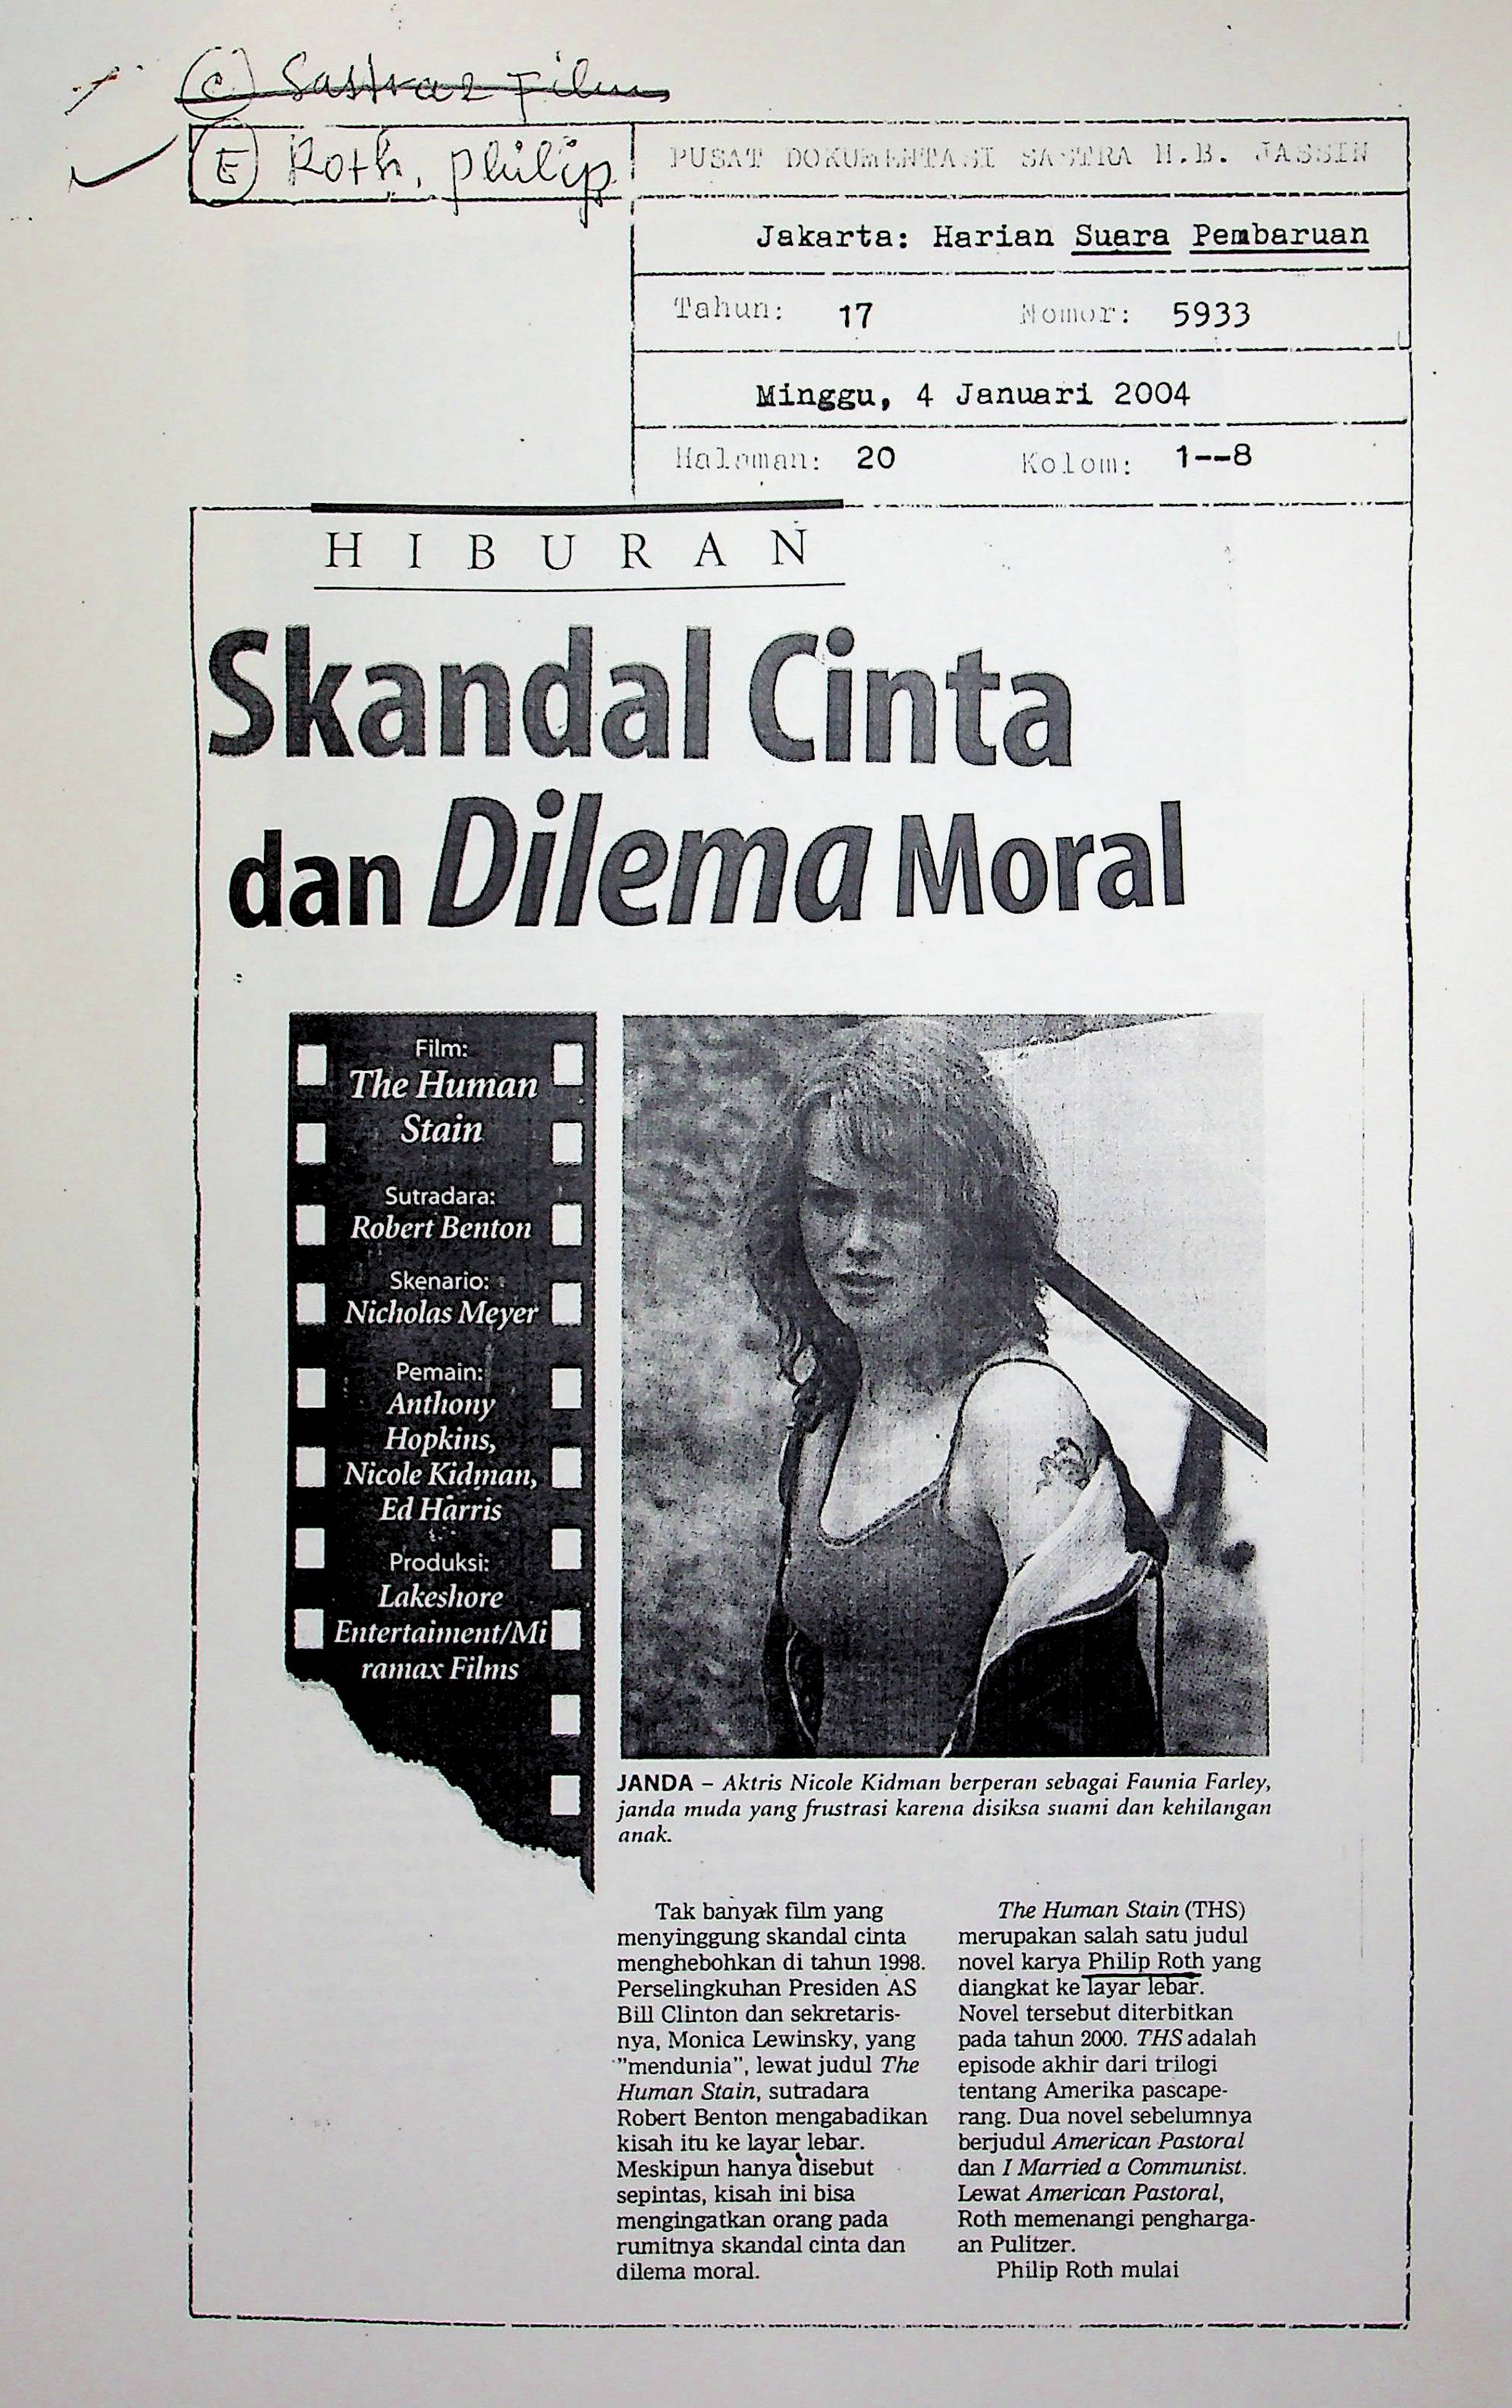 (C) Sastra & Film
(E) Roth, Philip
PUSAT DOKUMENTASI SASTRA H.B. JASSIN
Jakarta: Harian Suara Pembaruan
Tahun: 17 Nomor: 5933
Minggu, 4 Januari 2004
Halaman: 20 Kolom: 1--8
HIBURAN
Skandal Cinta
dan Dilema Moral
Film:
The Human
Stain
Sutradara:
Robert Benton
Skenario:
Nicholas Meyer
Pemain:
Anthony
Hopkins,
Nicole Kidman,
Ed Harris
Produksi:
Lakeshore
Entertaiment/Mi
ramax Films
JANDA – Aktris Nicole Kidman berperan sebagai Faunia Farley,
janda muda yang frustrasi karena disiksa suami dan kehilangan
anak.
Tak banyak film yang
menyinggung skandal cinta
menghebohkan di tahun 1998.
Perselingkuhan Presiden AS
Bill Clinton dan sekretaris-
nya, Monica Lewinsky, yang
"mendunia", lewat judul The
Human Stain, sutradara
Robert Benton mengabadikan
kisah itu ke layar lebar.
Meskipun hanya disebut
sepintas, kisah ini bisa
mengingatkan orang pada
rumitnya skandal cinta dan
dilema moral.
The Human Stain (THS)
merupakan salah satu judul
novel karya Philip Roth yang
diangkat ke layar lebar.
Novel tersebut diterbitkan
pada tahun 2000. THS adalah
episode akhir dari trilogi
tentang Amerika pascape-
rang. Dua novel sebelumnya
berjudul American Pastoral
dan I Married a Communist.
Lewat American Pastoral,
Roth memenangi pengharga-
an Pulitzer.
Philip Roth mulai